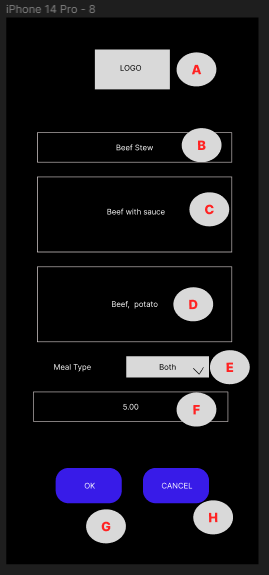 iPhone 14 Pro - 8
LOGO
A
Beef Stew
B
Beef with sauce
C
Beef, potato
D
Meal Type
Both
E
5.00
F
OK
CANCEL
G
H